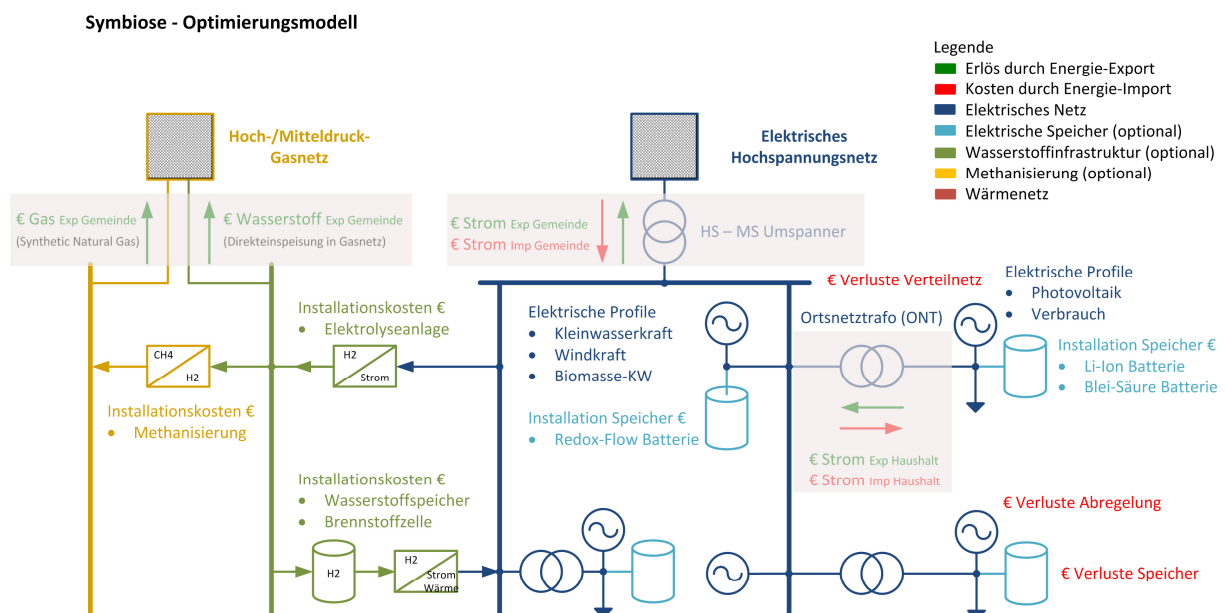 Symbiose - Optimierungsmodell
Legende
Erlös durch Energie-Export
Kosten durch Energie-Import
Elektrisches Netz
Elektrische Speicher (optional)
Wasserstoffinfrastruktur (optional)
Methanisierung (optional)
Wärmenetz
Hoch-/Mitteldruck-
Gasnetz
Elektrisches
Hochspannungsnetz
€ Gas Exp Gemeinde
(Synthetic Natural Gas)
€ Wasserstoff Exp Gemeinde
(Direkteinspeisung in Gasnetz)
€ Strom Exp Gemeinde
€ Strom Imp Gemeinde
HS – MS Umspanner
€ Verluste Verteilnetz
Elektrische Profile
• Photovoltaik
• Verbrauch
Installationskosten €
• Elektrolyseanlage
Elektrische Profile
• Kleinwasserkraft
• Windkraft
• Biomasse-KW
Ortsnetztrafo (ONT)
Installation Speicher €
• Li-Ion Batterie
• Blei-Säure Batterie
CH4
H2
H2
Strom
Installationskosten €
• Methanisierung
Installation Speicher €
• Redox-Flow Batterie
€ Strom Exp Haushalt
€ Strom Imp Haushalt
Installationskosten €
• Wasserstoffspeicher
• Brennstoffzelle
€ Verluste Abregelung
H2
H2
Strom
Wärme
€ Verluste Speicher